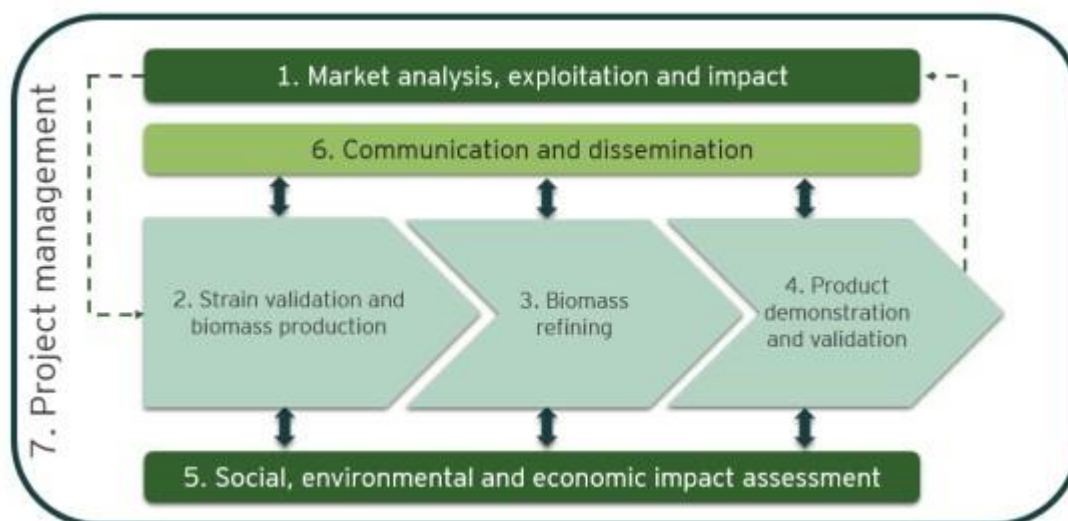 7. Project management
1. Market analysis, exploitation and impact
6. Communication and dissemination
2. Strain validation and
biomass production
3. Biomass
refining
4. Product
demonstration
and validation
5. Social, environmental and economic impact assessment